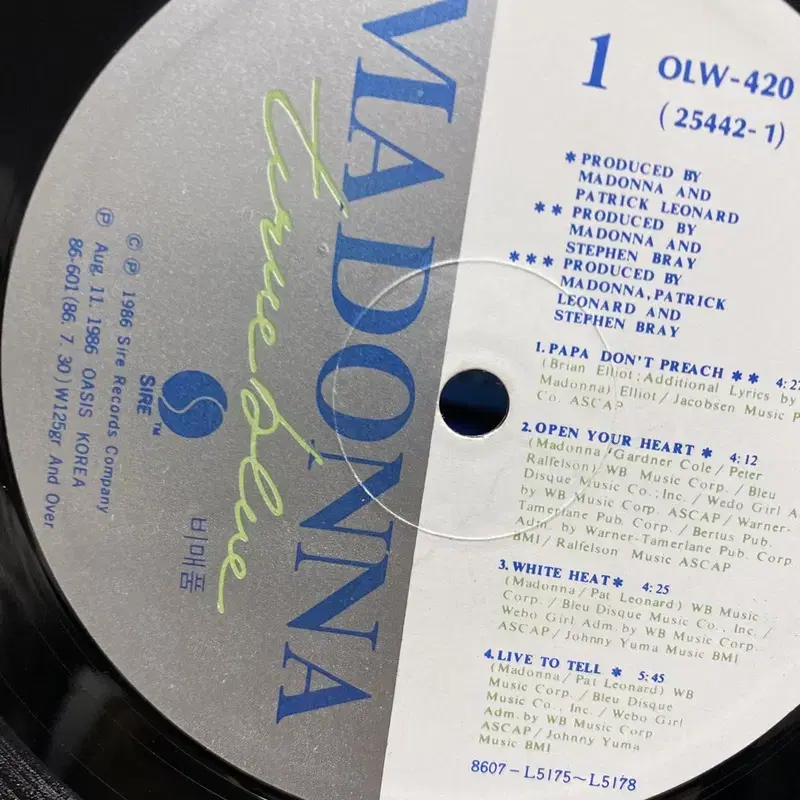 MADONNA
true blue
© ℗ 1986 Sire Records Company
℗ Aug. 11. 1986 OASIS KOREA
86-601(86. 7. 30) W125gr And Over
SIRE™
비매품
1
OLW-420
(25442-1)
* PRODUCED BY
MADONNA AND
PATRICK LEONARD
** PRODUCED BY
MADONNA AND
STEPHEN BRAY
*** PRODUCED BY
MADONNA, PATRICK
LEONARD AND
STEPHEN BRAY
1. PAPA DON'T PREACH ** 4:22
(Brian Elliot: Additional Lyrics by
Madonna) Elliot/Jacobsen Music
Co. ASCAP
2. OPEN YOUR HEART * 4:12
(Madonna/Gardner Cole/Peter
Ralfelson) WB Music Corp./Bleu
Disque Music Co.; Inc./Wedo Girl
by WB Music Corp. ASCAP/Warner-
Tamerlane Pub. Corp./Bertus Pub.
Adm. by Warner-Tamerlane Pub. Corp
BMI/Ralfelson Music ASCAP
3. WHITE HEAT* 4:25
(Madonna/Pat Leonard) WB Music
Corp./Bleu Disque Music Co., Inc./
Webo Girl Adm. by WB Music Corp.
ASCAP/Johnny Yuma Music BMI
4. LIVE TO TELL * 5:45
(Madonna/Pat Leonard) WB
Music Corp./Bleu Disque
Music Co., Inc./Webo Girl
Adm. by WB Music Corp
ASCAP/Johnny Yuma
Music BMI
8607-L5175~L5178